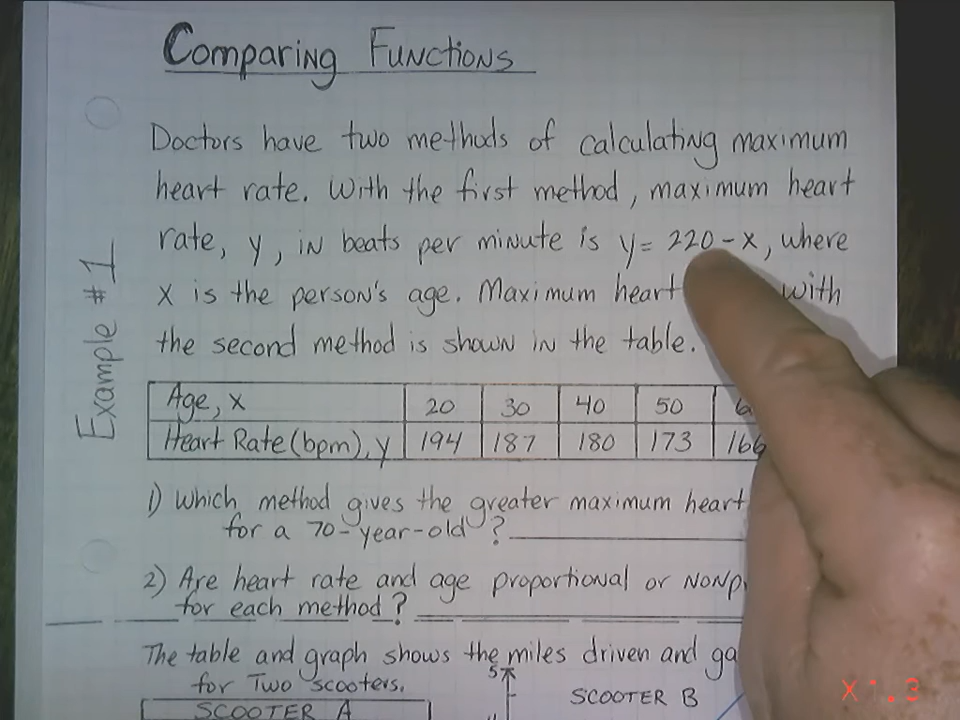 Comparing Functions
Doctors have two methods of calculating maximum
heart rate. With the first method, maximum heart
rate, y, in beats per minute is y = 220 - x, where
x is the person's age. Maximum heart with
the second method is shown in the table.
Example #1
Age, x 20 30 40 50
Heart Rate (bpm), y 194 187 180 173 166
1) Which method gives the greater maximum heart
for a 70-year-old?
2) Are heart rate and age proportional or
for each method?
The table and graph shows the miles driven and
for Two scooters.
5
SCOOTER B
SCOOTER A